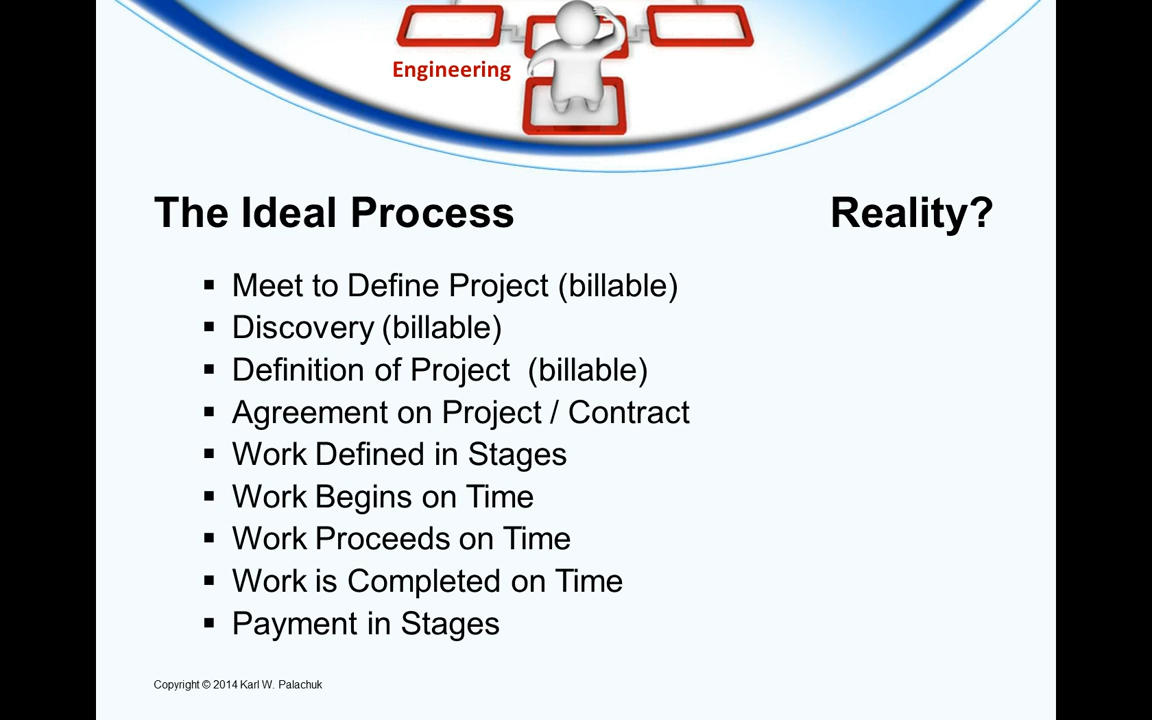 Engineering
The Ideal Process Reality?
▪ Meet to Define Project (billable)
▪ Discovery (billable)
▪ Definition of Project (billable)
▪ Agreement on Project / Contract
▪ Work Defined in Stages
▪ Work Begins on Time
▪ Work Proceeds on Time
▪ Work is Completed on Time
▪ Payment in Stages
Copyright © 2014 Karl W. Palachuk